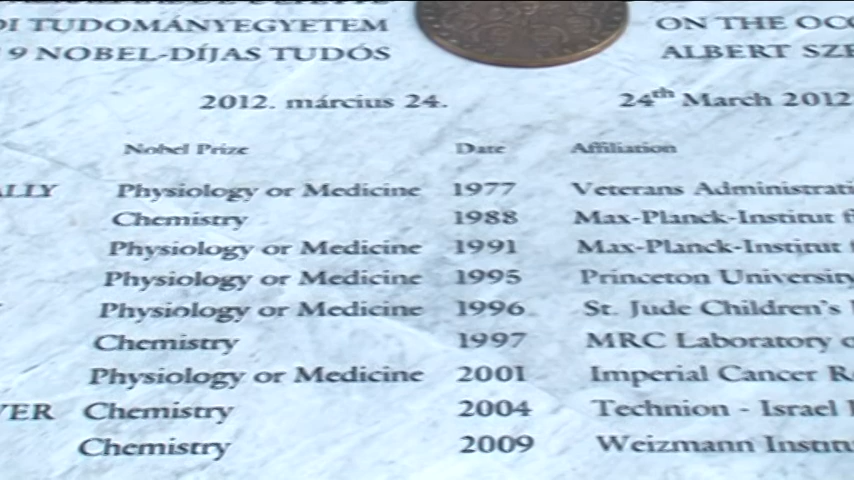 DI TUDOMÁNYEGYETEM
9 NOBEL-DÍJAS TUDÓS
2012. március 24.
ON THE OCC
ALBERT SZE
24th March 2012
Nobel Prize Date Affiliation
ALLY Physiology or Medicine 1977 Veterans Administrati
Chemistry 1988 Max-Planck-Institut f
Physiology or Medicine 1991 Max-Planck-Institut f
Physiology or Medicine 1995 Princeton University
Physiology or Medicine 1996 St. Jude Children's
Chemistry 1997 MRC Laboratory o
Physiology or Medicine 2001 Imperial Cancer R
VER Chemistry 2004 Technion - Israel I
Chemistry 2009 Weizmann Institu